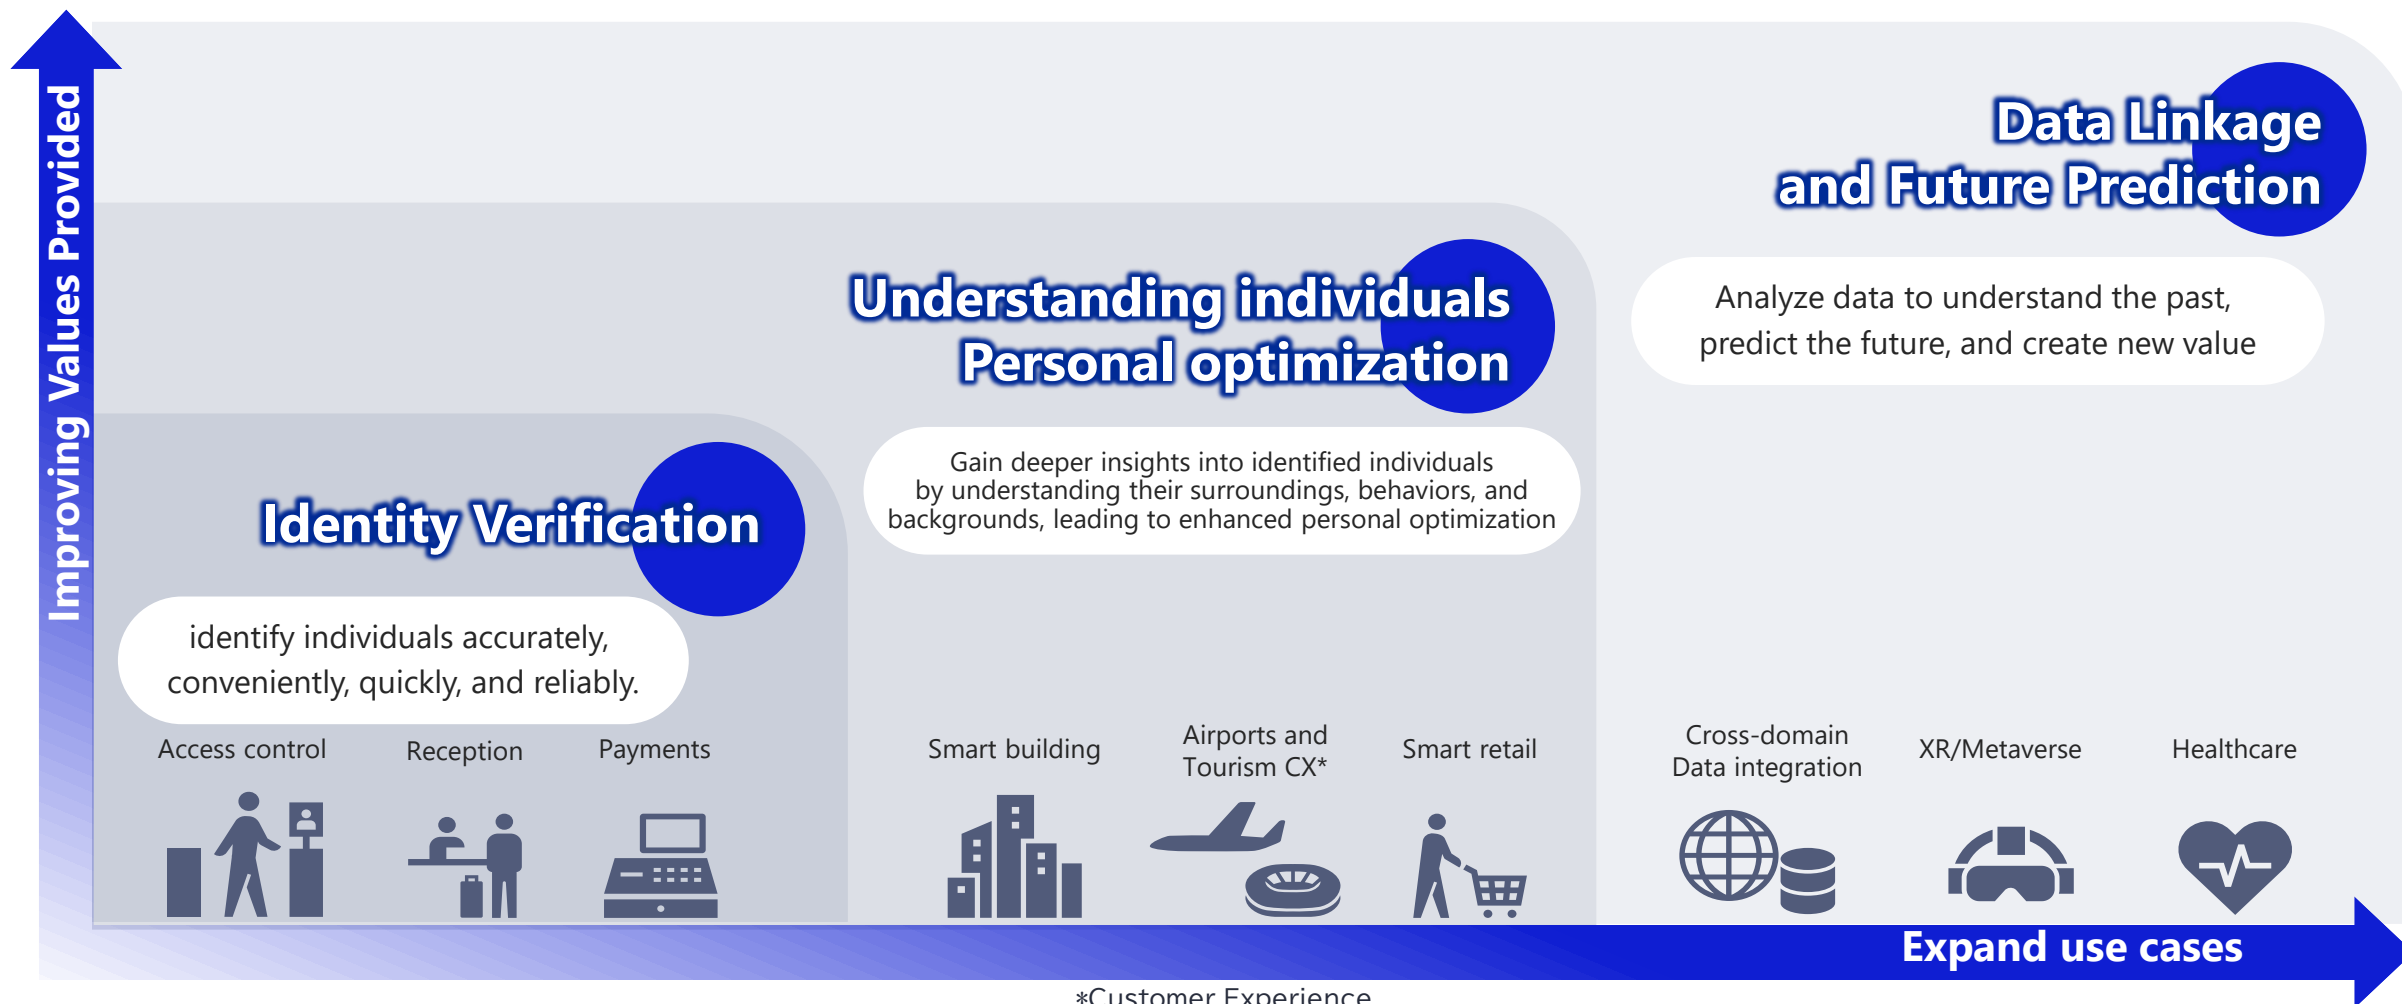 Improving Values Provided
Data Linkage
and Future Prediction
Analyze data to understand the past,
predict the future, and create new value
Understanding individuals
Personal optimization
Gain deeper insights into identified individuals
by understanding their surroundings, behaviors, and
backgrounds, leading to enhanced personal optimization
Identity Verification
identify individuals accurately,
conveniently, quickly, and reliably.
Access control
Reception
Payments
Smart building
Airports and
Tourism CX*
Smart retail
Cross-domain
Data integration
XR/Metaverse
Healthcare
Expand use cases
*Customer Experience